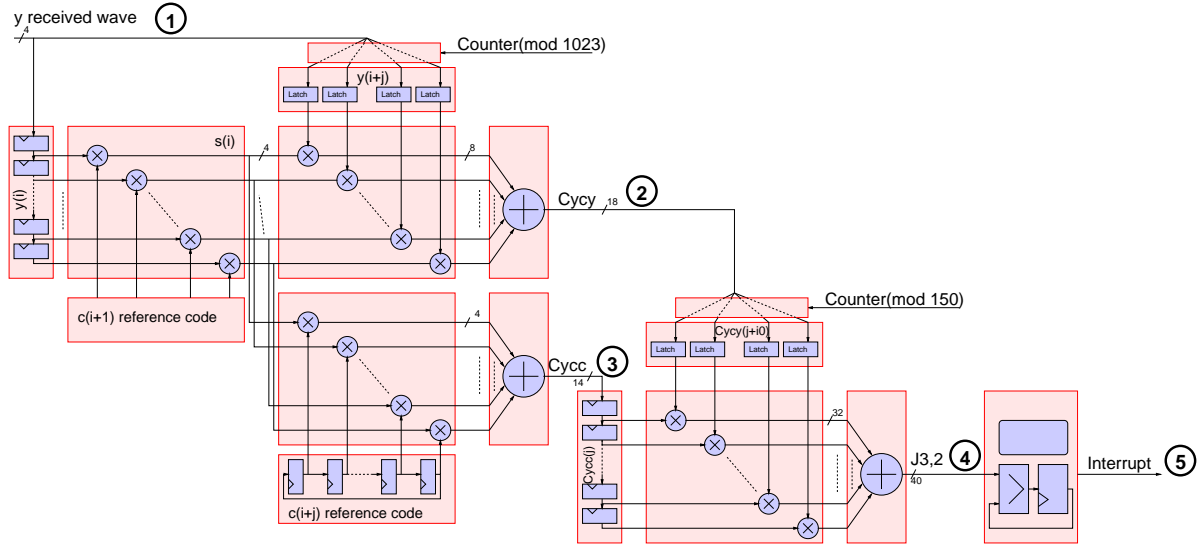 y received wave
1
4
Counter(mod 1023)
y(i+j)
Latch
Latch
Latch
Latch
s(i)
4
8
y(i)
Cycy
18
2
c(i+1) reference code
Counter(mod 150)
4
Cycy(j+i0)
Latch
Latch
Latch
Latch
Cycc
14
3
32
Cycc(j)
J3,2
40
4
Interrupt
5
c(i+j) reference code